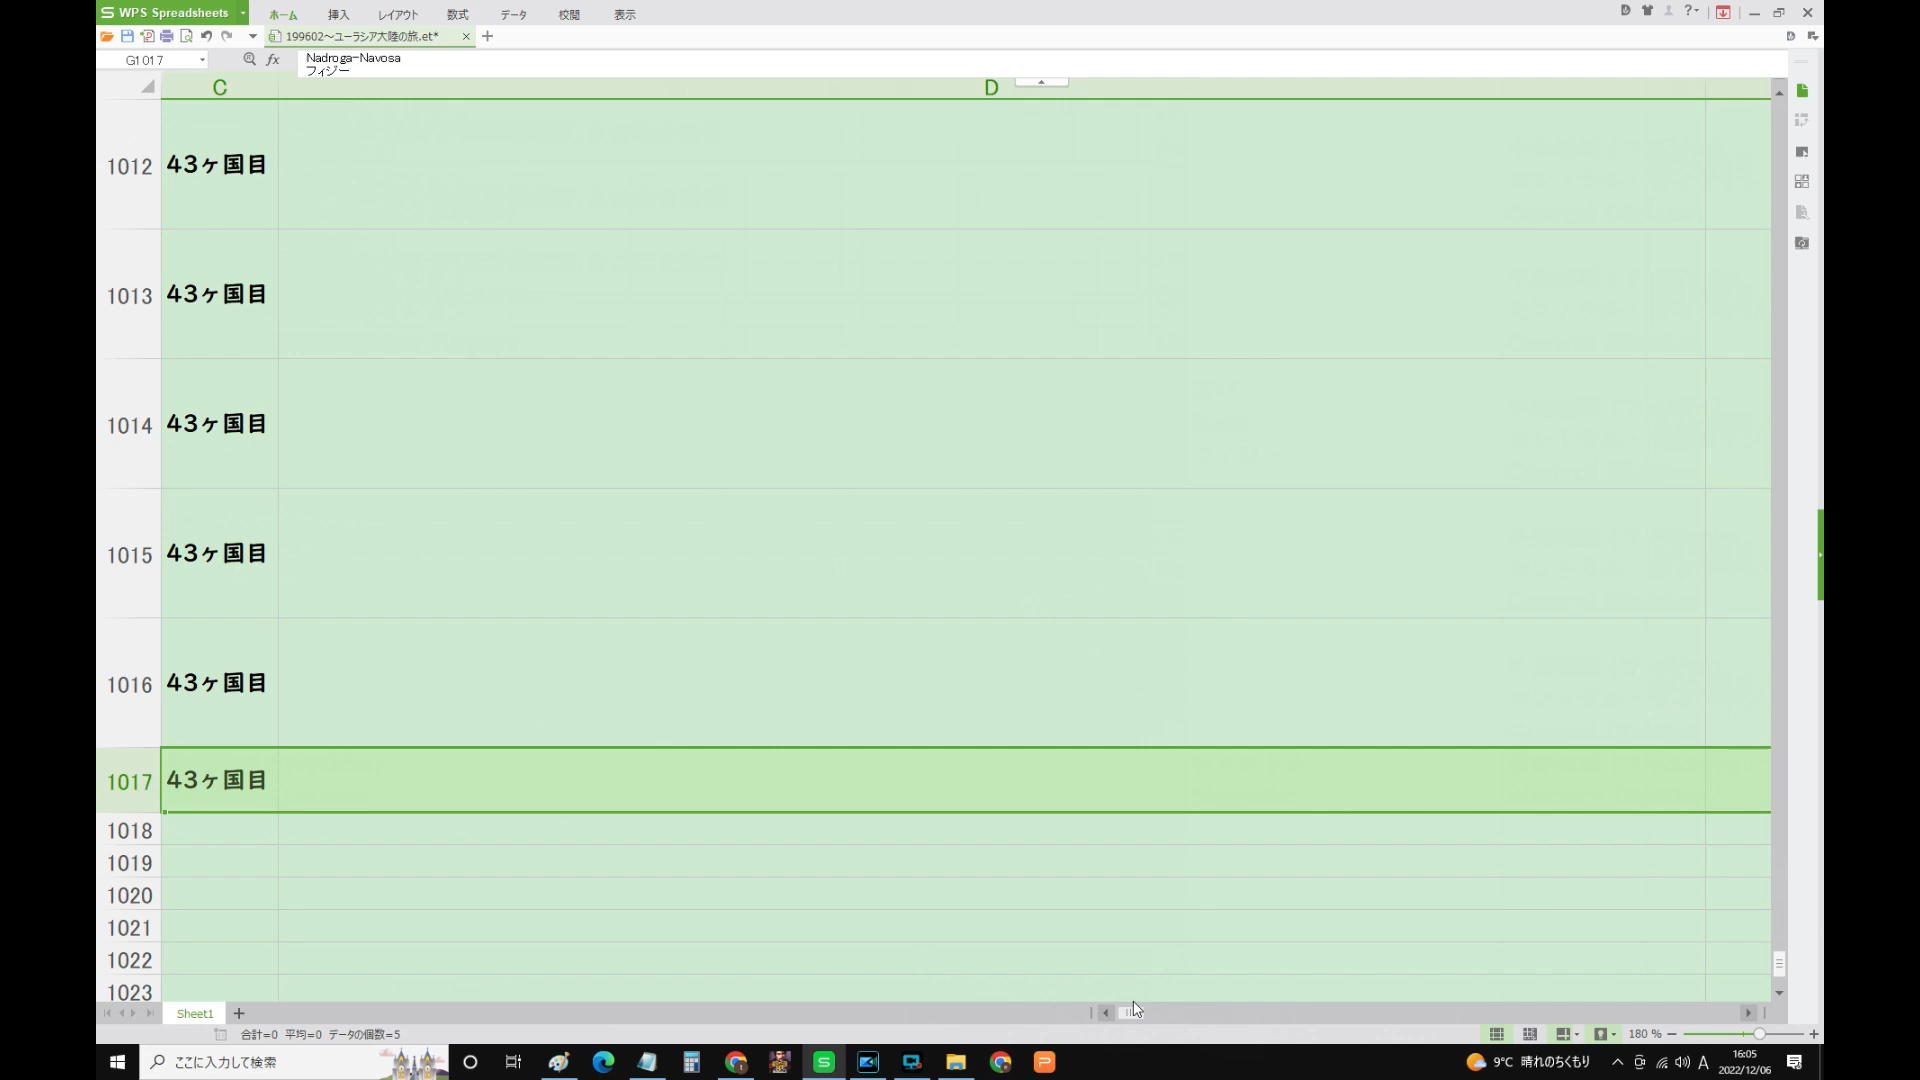 WPS Spreadsheets
ホーム 挿入 レイアウト 数式 データ 校閲 表示
199602～ユーラシア大陸の旅.et*
G1017
fx
Nadroga-Navosa
フィジー
C D
1012 43ヶ国目
1013 43ヶ国目
1014 43ヶ国目
1015 43ヶ国目
1016 43ヶ国目
1017 43ヶ国目
1018
1019
1020
1021
1022
1023
Sheet1
合計=0 平均=0 データの個数=5
180 %
ここに入力して検索
9°C 晴れのちくもり
A
16:05
2022/12/06